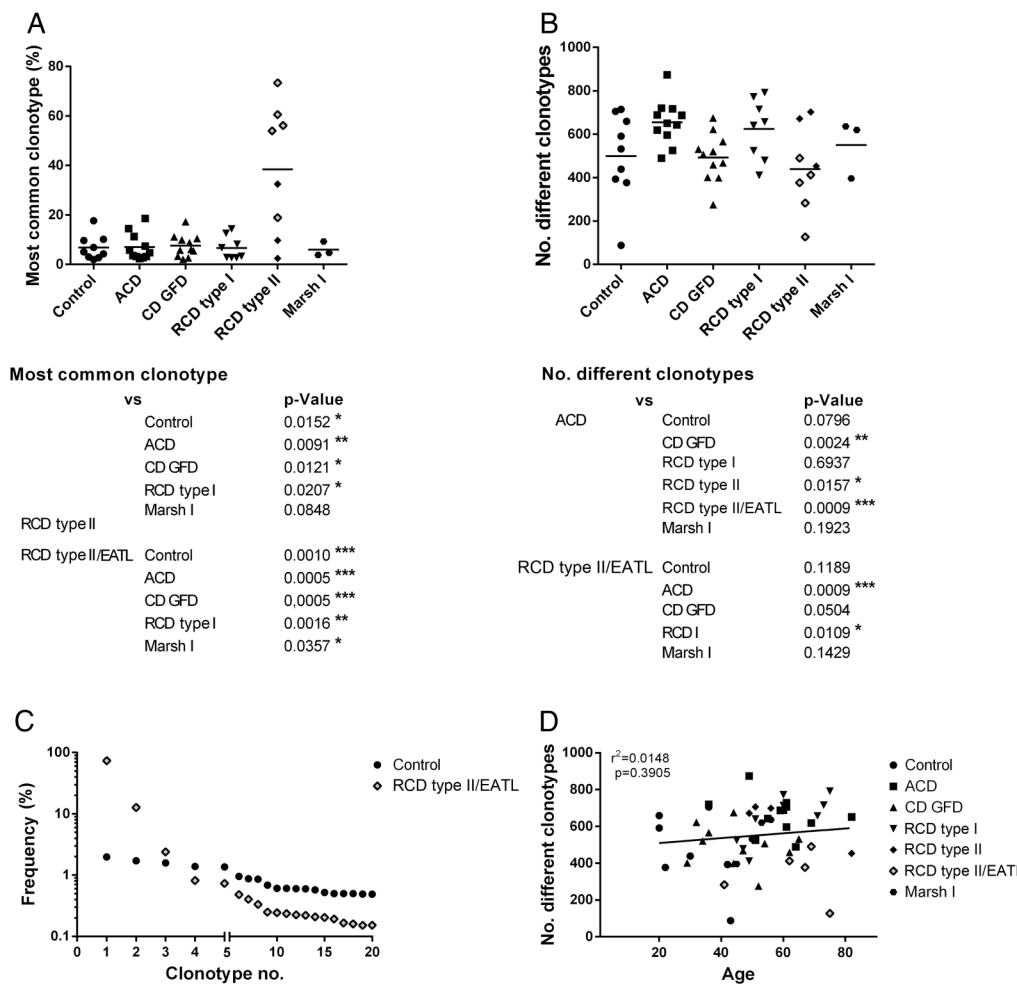 A
Most common clonotype (%)
80
60
40
20
0
Control
ACD
CD GFD
RCD type I
RCD type II
Marsh I
B
No. different clonotypes
1000
800
600
400
200
0
Control
ACD
CD GFD
RCD type I
RCD type II
Marsh I
Most common clonotype
vs p-Value
Control 0.0152 *
ACD 0.0091 **
CD GFD 0.0121 *
RCD type I 0.0207 *
Marsh I 0.0848
RCD type II
RCD type II/EATL Control 0.0010 ***
ACD 0.0005 ***
CD GFD 0,0005 ***
RCD type I 0.0016 **
Marsh I 0.0357 *
No. different clonotypes
vs p-Value
ACD Control 0.0796
CD GFD 0.0024 **
RCD type I 0.6937
RCD type II 0.0157 *
RCD type II/EATL 0.0009 ***
Marsh I 0.1923
RCD type II/EATL Control 0.1189
ACD 0.0009 ***
CD GFD 0.0504
RCD I 0.0109 *
Marsh I 0.1429
C
Frequency (%)
100
10
1
0.1
0 1 2 3 4 5 10 15 20
Clonotype no.
Control
RCD type II/EATL
D
No. different clonotypes
1000
800
600
400
200
0
r²=0.0148
p=0.3905
20 40 60 80
Age
Control
ACD
CD GFD
RCD type I
RCD type II
RCD type II/EATL
Marsh I